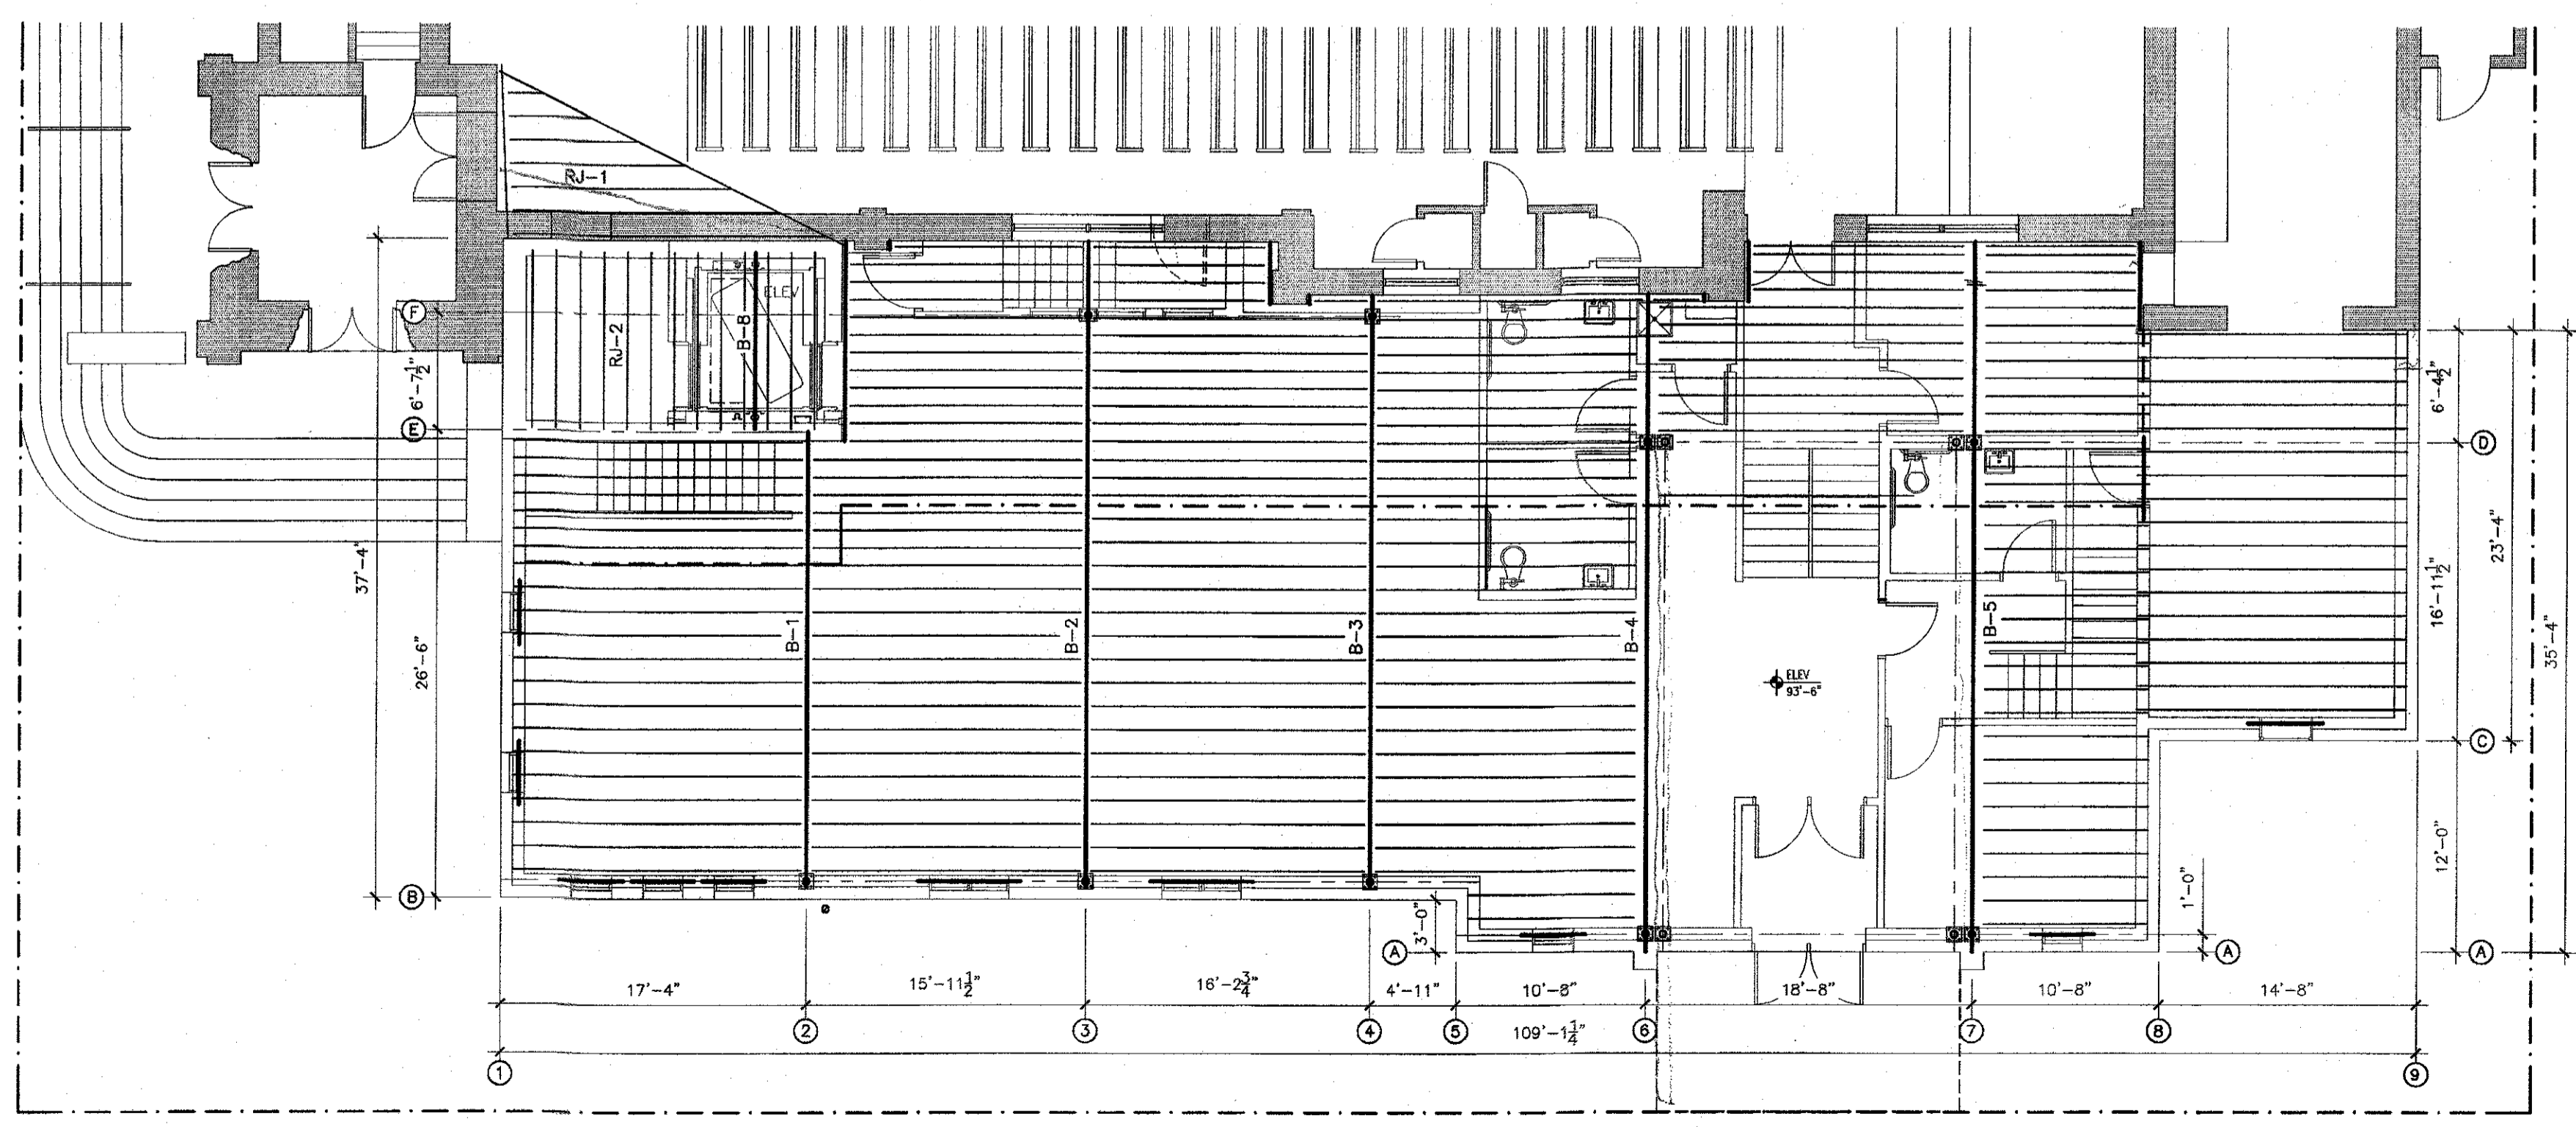 RJ-1
ELEV
RJ-2
B-8
F
6'-7 1/2"
E
37'-4"
26'-6"
B
B-1
B-2
B-3
B-4
B-5
ELEV
93'-6"
6'-4 1/2"
D
23'-4"
16'-11 1/2"
35'-4"
C
12'-0"
1'-0"
A
A
3'-0"
A
17'-4"
15'-11 1/2"
16'-2 3/4"
4'-11"
10'-8"
18'-8"
10'-8"
14'-8"
2
3
4
5
6
7
8
109'-1 1/4"
1
9